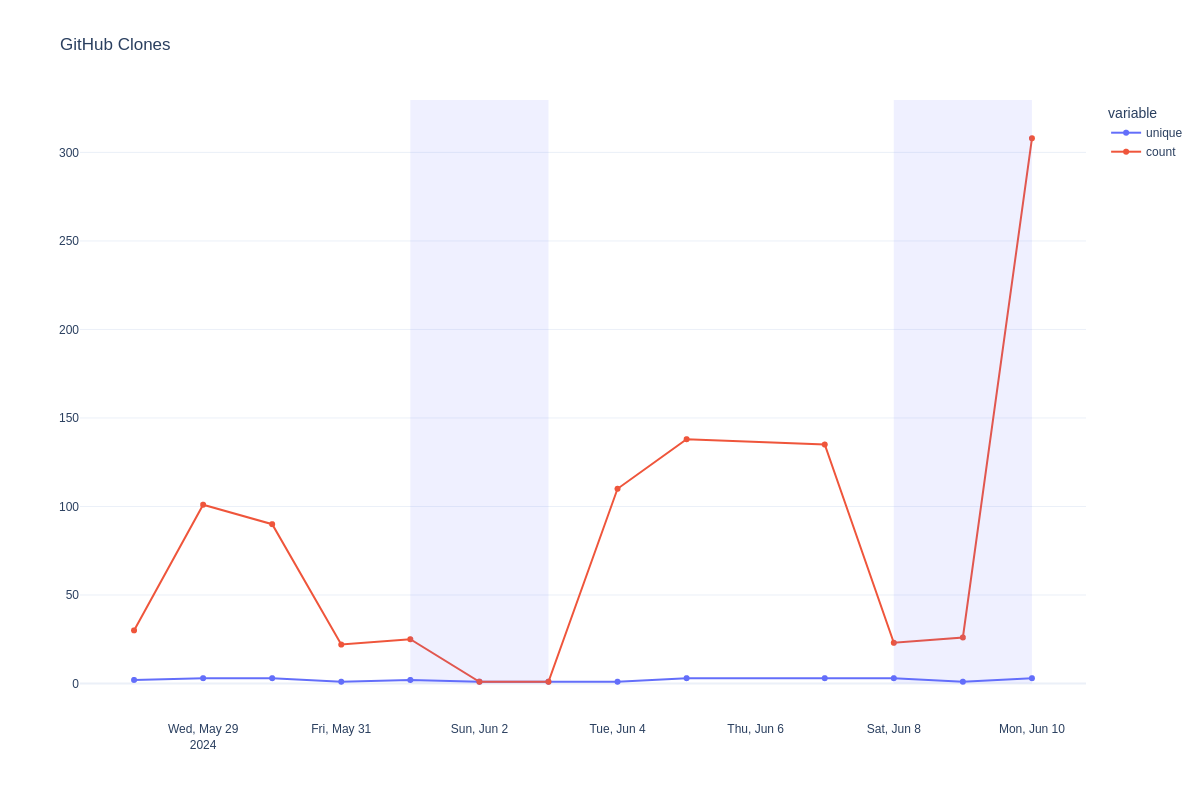 GitHub Clones
variable
unique
count
300
250
200
150
100
50
0
Wed, May 29
2024
Fri, May 31
Sun, Jun 2
Tue, Jun 4
Thu, Jun 6
Sat, Jun 8
Mon, Jun 10